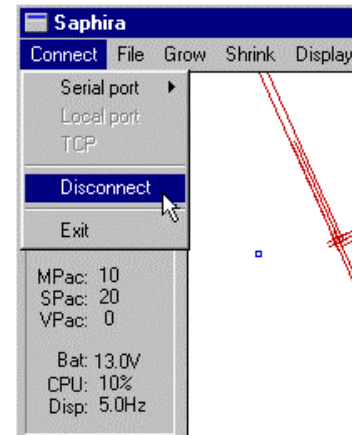 Saphira
Connect File Grow Shrink Display
Serial port
Local port
TCP
Disconnect
Exit
MPac: 10
SPac: 20
VPac: 0
Bat: 13.0V
CPU: 10%
Disp: 5.0Hz